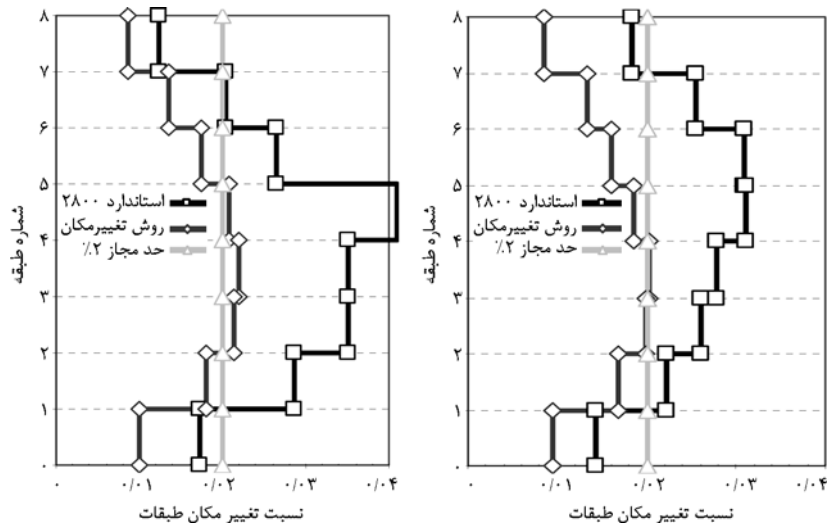 ۸
۷
۶
۵
۴
۳
۲
۱
۰
شماره طبقه
استاندارد ۲۸۰۰
روش تغییرمکان
حد مجاز ۲٪
۰ ۰/۰۱ ۰/۰۲ ۰/۰۳ ۰/۰۴
نسبت تغییر مکان طبقات
۸
۷
۶
۵
۴
۳
۲
۱
۰
شماره طبقه
استاندارد ۲۸۰۰
روش تغییرمکان
حد مجاز ۲٪
۰ ۰/۰۱ ۰/۰۲ ۰/۰۳ ۰/۰۴
نسبت تغییر مکان طبقات